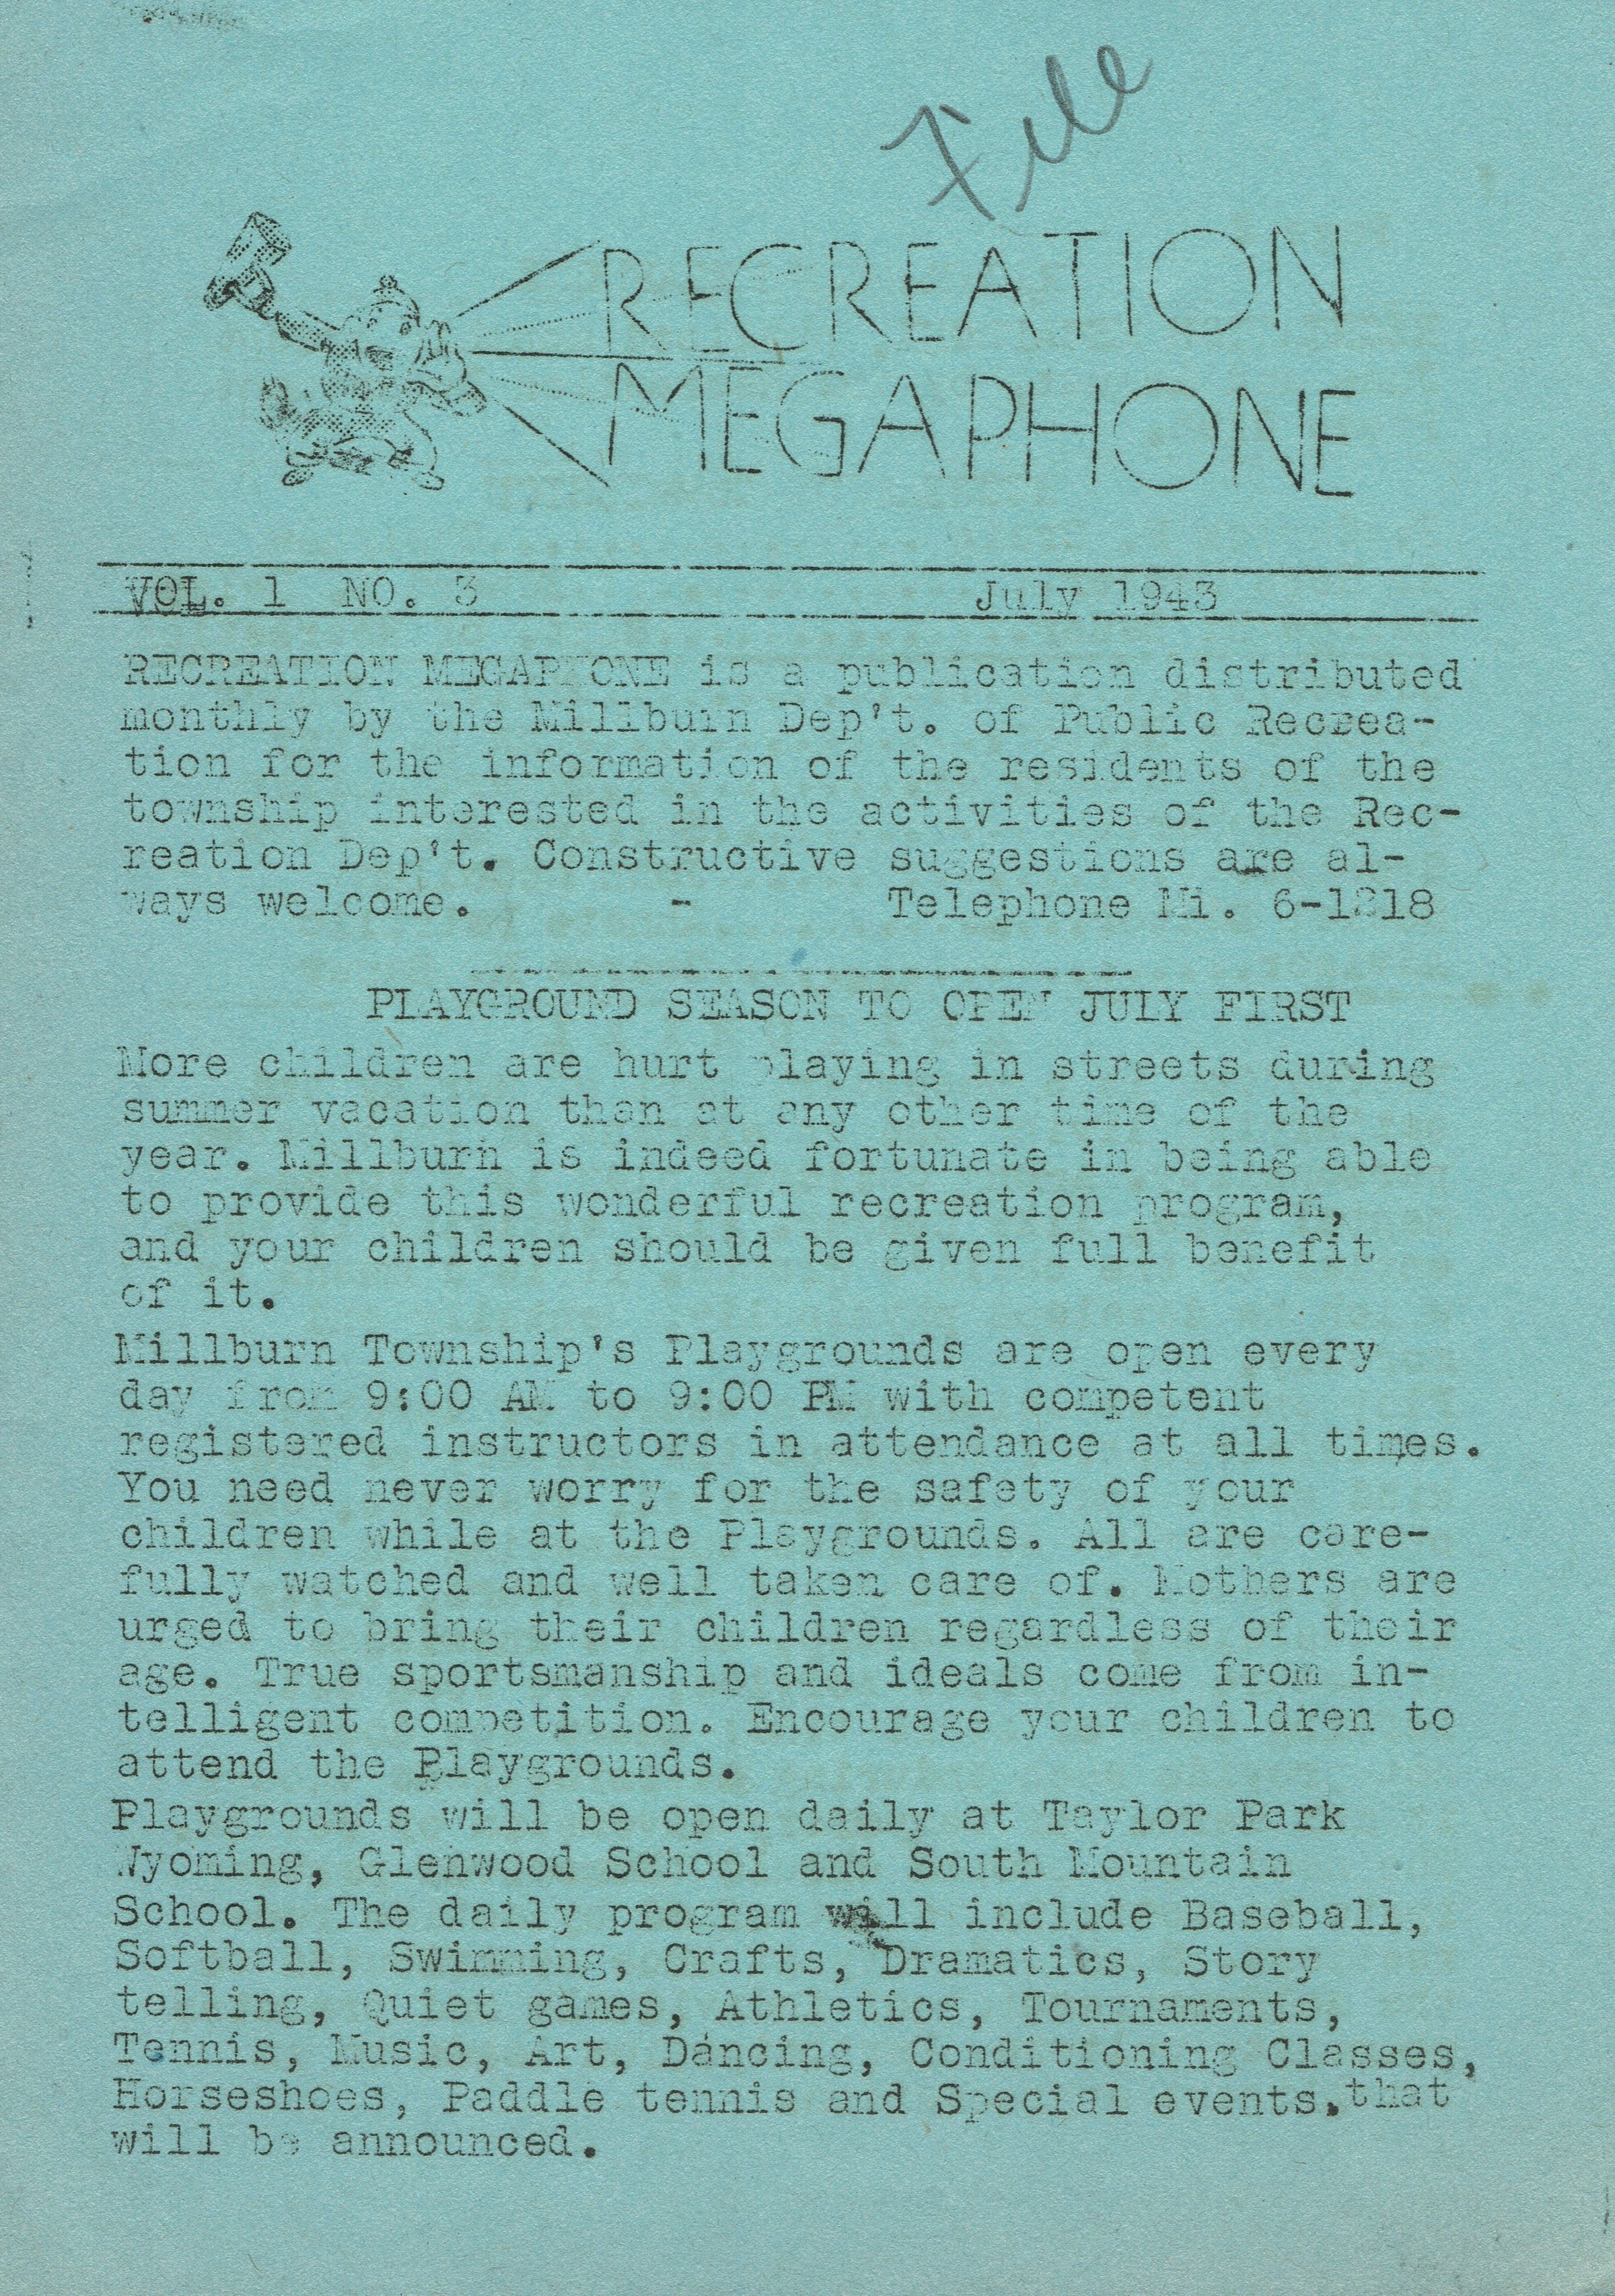 File
RECREATION
MEGAPHONE
VOL. 1 NO. 3 July 1943
RECREATION MEGAPHONE is a publication distributed
monthly by the Millburn Dep't. of Public Recrea-
tion for the information of the residents of the
township interested in the activities of the Rec-
reation Dep't. Constructive suggestions are al-
ways welcome. - Telephone Mi.
PLAYGROUND SEASON TO OPEN JULY FIRST
More children are hurt playing in streets during
summer vacation than at any other time of the
year. Millburn is indeed fortunate in being able
to provide this wonderful recreation program,
and your children should be given full benefit
of it.
Millburn Township's Playgrounds are open every
day from 9:00 AM to 9:00 PM with competent
registered instructors in attendance at all times.
You need never worry for the safety of your
children while at the Playgrounds. All are care-
fully watched and well taken care of. Mothers are
urged to bring their children regardless of their
age. True sportsmanship and ideals come from in-
telligent competition. Encourage your children to
attend the Playgrounds.
Playgrounds will be open daily at Taylor Park
Wyoming, Glenwood School and South Mountain
School. The daily program will include Baseball,
Softball, Swimming, Crafts, Dramatics, Story
telling, Quiet games, Athletics, Tournaments,
Tennis, Music, Art, Dancing, Conditioning Classes,
Horseshoes, Paddle tennis and Special events.that
will be announced.